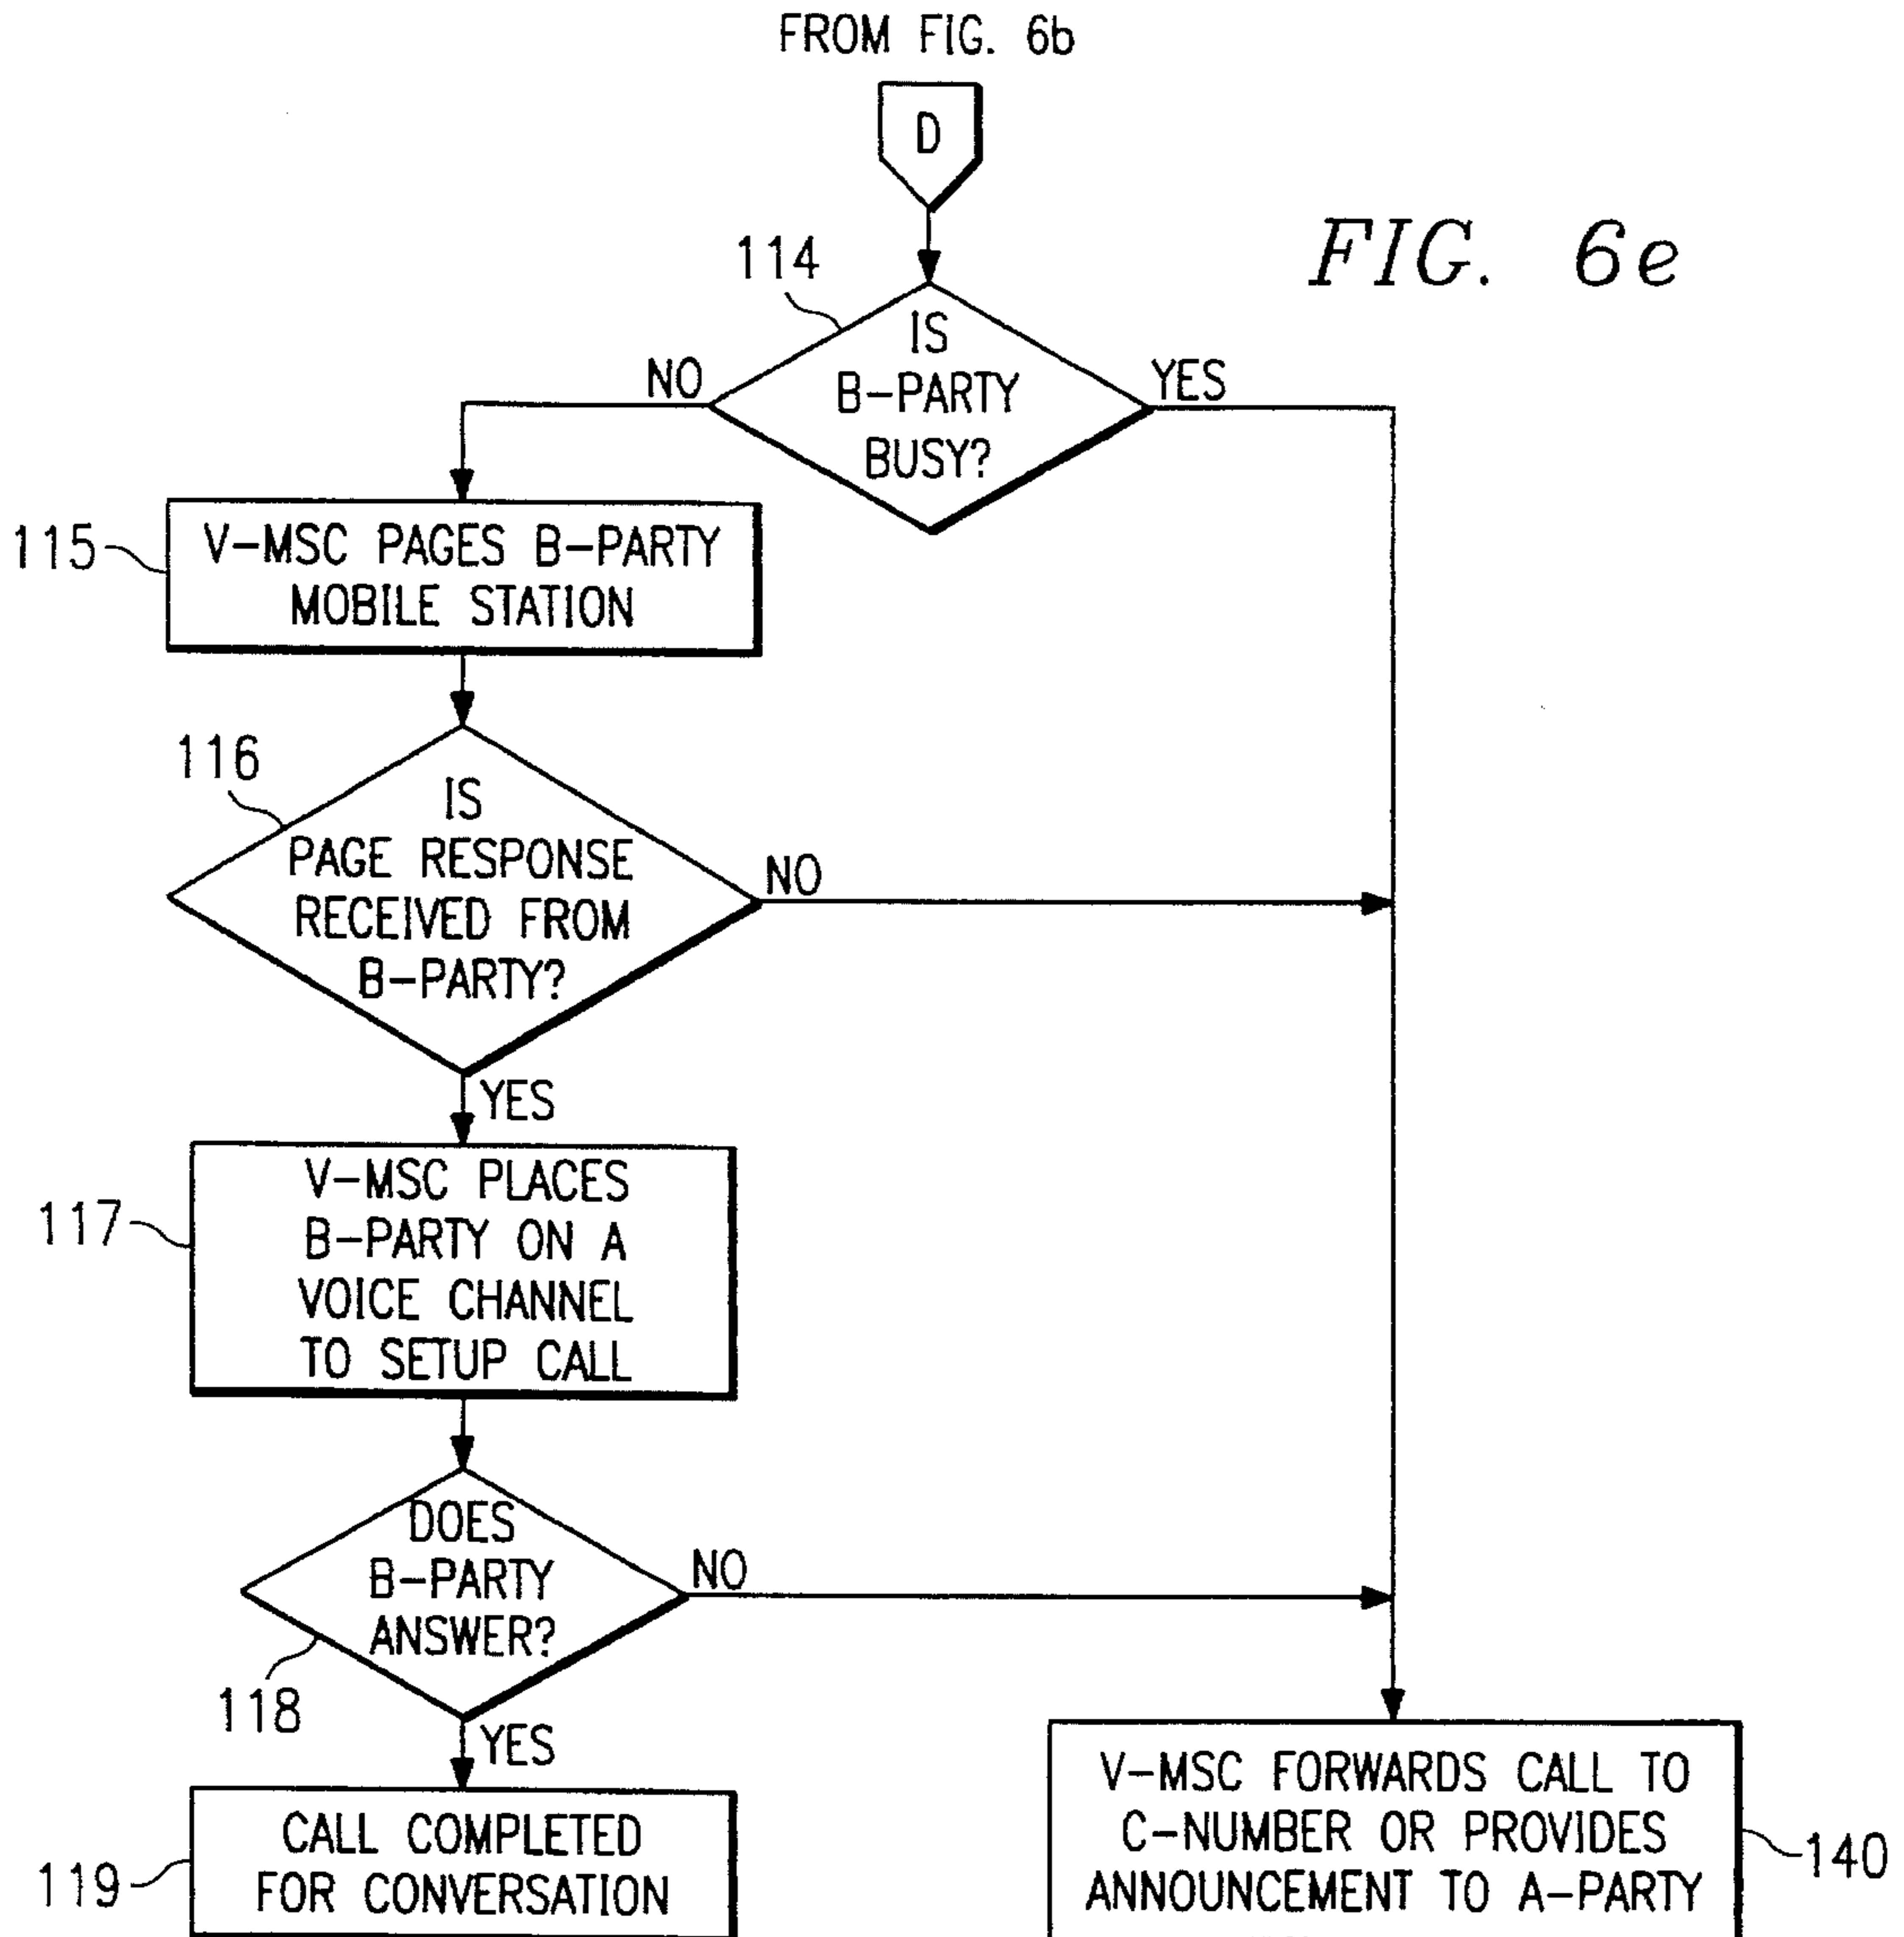 FROM FIG. 6b
D
FIG. 6e
114
IS
B-PARTY
BUSY?
NO
YES
115
V-MSC PAGES B-PARTY
MOBILE STATION
116
IS
PAGE RESPONSE
RECEIVED FROM
B-PARTY?
NO
YES
117
V-MSC PLACES
B-PARTY ON A
VOICE CHANNEL
TO SETUP CALL
DOES
B-PARTY
ANSWER?
NO
118
YES
119
CALL COMPLETED
FOR CONVERSATION
V-MSC FORWARDS CALL TO
C-NUMBER OR PROVIDES
ANNOUNCEMENT TO A-PARTY
140